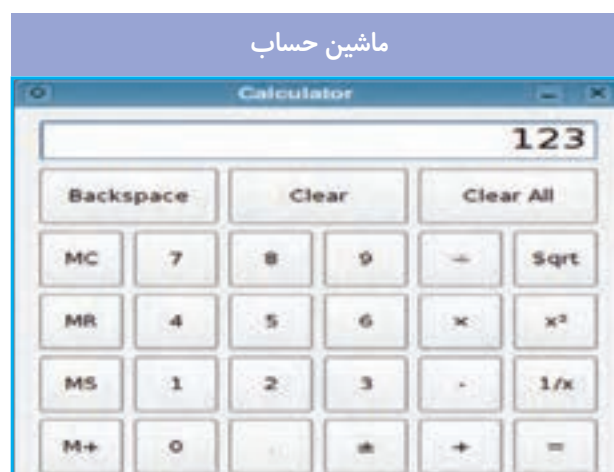 ماشین حساب
Calculator
123
Backspace Clear Clear All
MC 7 8 9 ÷ Sqrt
MR 4 5 6 × x²
MS 1 2 3 - 1/x
M+ 0 . ± + =